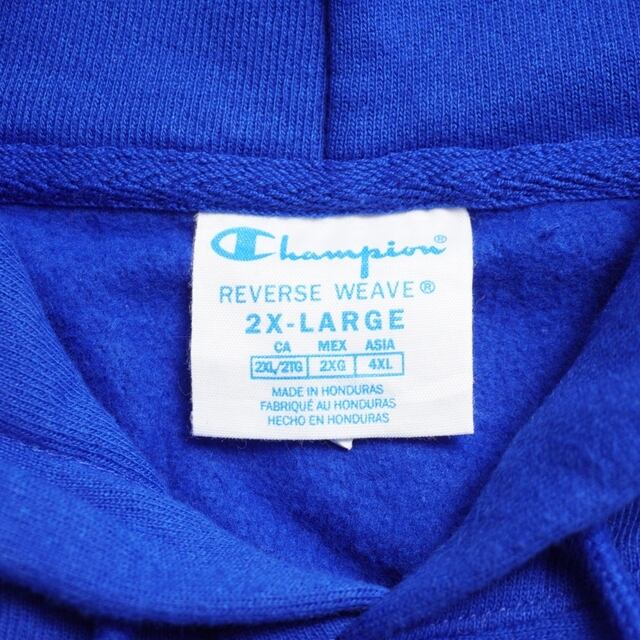 Champion®
REVERSE WEAVE®
2X-LARGE
CA MEX ASIA
2XL/2TG 2XG 4XL
MADE IN HONDURAS
FABRIQUÉ AU HONDURAS
HECHO EN HONDURAS